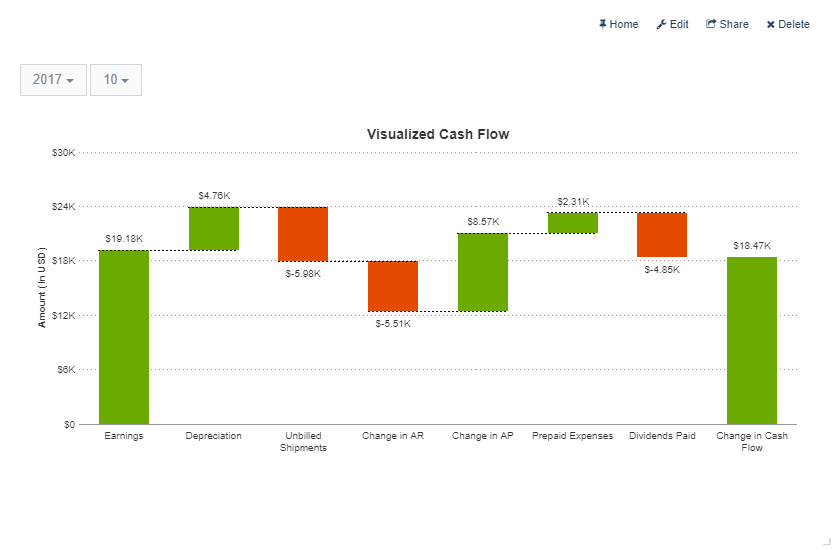 Home Edit Share Delete
2017 10
Visualized Cash Flow
Amount ( In USD )
$30K
$24K
$18K
$12K
$6K
$0
$19.18K
$4.76K
$-5.98K
$-5.51K
$8.57K
$2.31K
$-4.85K
$18.47K
Earnings
Depreciation
Unbilled
Shipments
Change in AR
Change in AP
Prepaid Expenses
Dividends Paid
Change in Cash
Flow